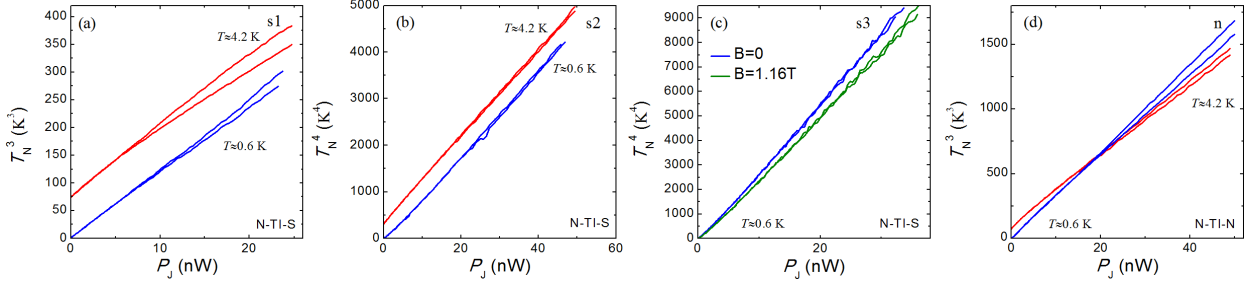 (a)
s1
T≈4.2 K
T≈0.6 K
N-TI-S
400
350
300
250
200
150
100
50
0
0
10
20
T_N^3 (K^3)
P_J (nW)
(b)
s2
T≈4.2 K
T≈0.6 K
N-TI-S
5000
4000
3000
2000
1000
0
0
20
40
60
T_N^4 (K^4)
P_J (nW)
(c)
s3
B=0
B=1.16T
T≈0.6 K
N-TI-S
9000
8000
7000
6000
5000
4000
3000
2000
1000
0
0
20
T_N^4 (K^4)
P_J (nW)
(d)
n
T≈4.2 K
T≈0.6 K
N-TI-N
1500
1000
500
0
0
20
40
T_N^3 (K^3)
P_J (nW)